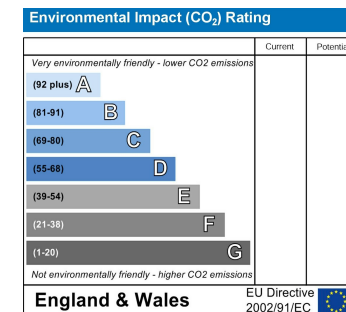 Environmental Impact (CO₂) Rating
Current Potentia
Very environmentally friendly - lower CO2 emissions
(92 plus) A
(81-91) B
(69-80) C
(55-68) D
(39-54) E
(21-38) F
(1-20) G
Not environmentally friendly - higher CO2 emissions
England & Wales
EU Directive
2002/91/EC